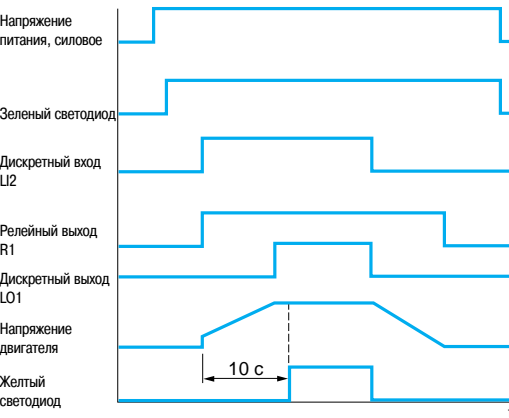 Напряжение
питания, силовое
Зеленый светодиод
Дискретный вход
LI2
Релейный выход
R1
Дискретный выход
LO1
Напряжение
двигателя
10 с
Желтый
светодиод